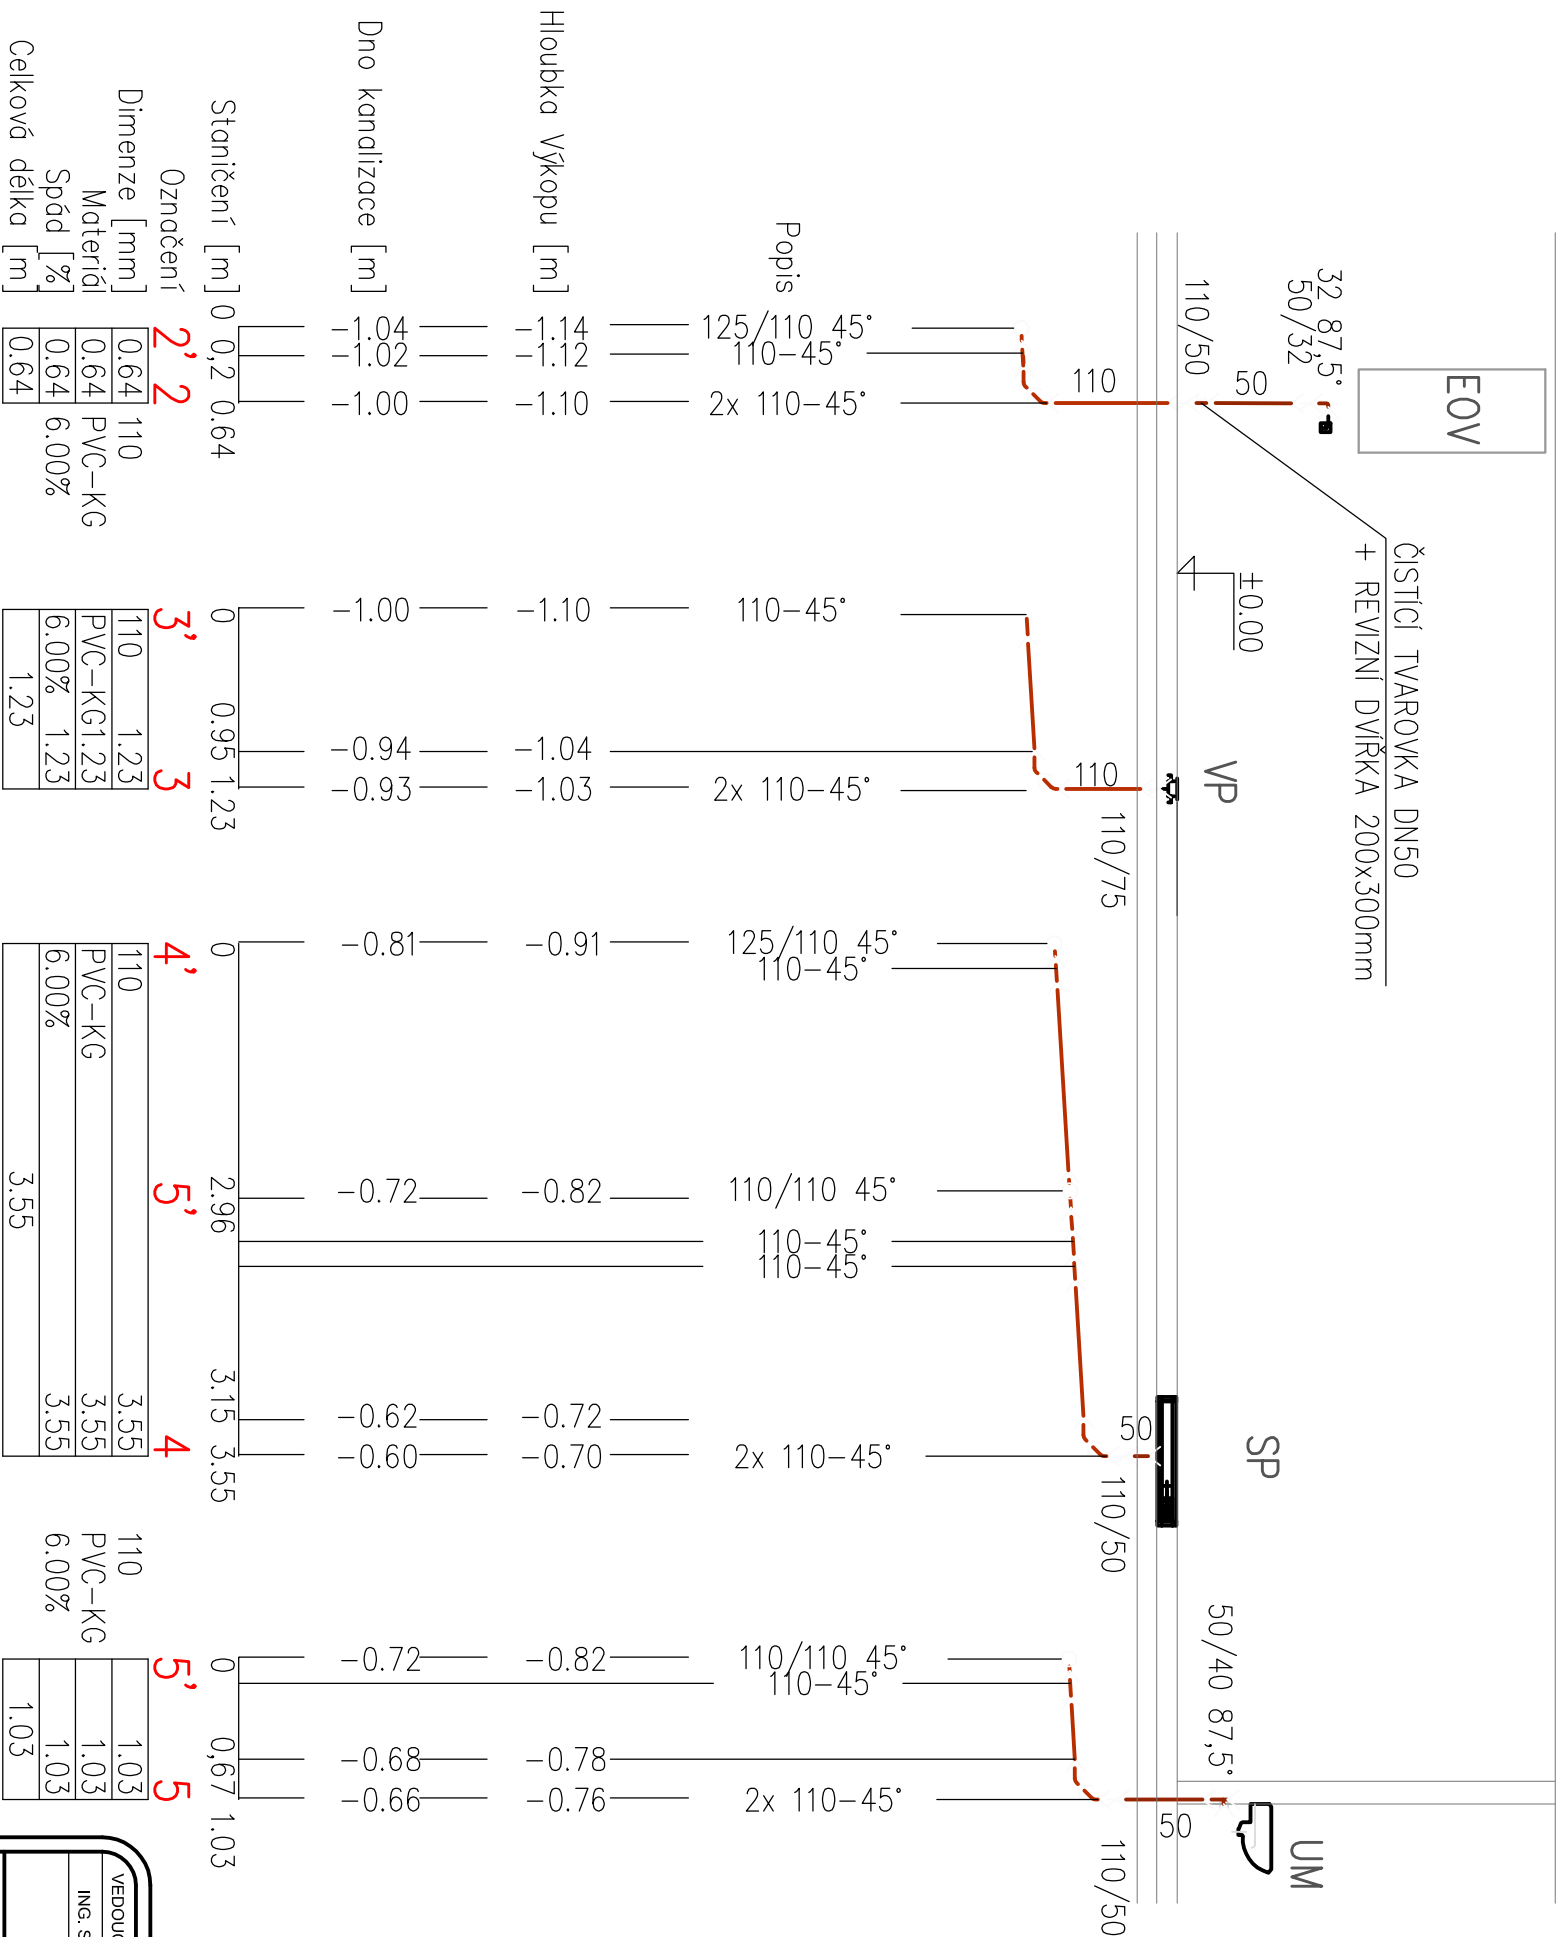 EOV
32 87,5°
50/32
50
110/50
110
ČISTÍCÍ TVAROVKA DN50
+ REVIZNÍ DVÍŘKA 200x300mm
±0.00
VP
110
110/75
SP
50
110/50
UM
50/40 87,5°
50
110/50
Popis
125/110 45°
110-45°
2x 110-45°
110-45°
2x 110-45°
125/110 45°
110-45°
110/110 45°
110-45°
110-45°
2x 110-45°
110/110 45°
110-45°
2x 110-45°
Hloubka Výkopu [m]
-1.14
-1.12
-1.10
-1.10
-1.04
-1.03
-0.91
-0.82
-0.72
-0.70
-0.82
-0.78
-0.76
Dno kanalizace [m]
-1.04
-1.02
-1.00
-1.00
-0.94
-0.93
-0.81
-0.72
-0.62
-0.60
-0.72
-0.68
-0.66
Staničení [m] 0 0,2 0.64 0 0.95 1.23 0 2.96 3.15 3.55 0 0,67 1.03
Označení 2' 2 3' 3 4' 5' 4 5' 5
Dimenze [mm] 0.64 110 110 1.23 110 3.55 110 1.03
Materiál 0.64 PVC-KG PVC-KG1.23 PVC-KG 3.55 PVC-KG 1.03
Spád [%] 0.64 6.00% 6.00% 1.23 6.00% 3.55 6.00% 1.03
Celková délka [m] 0.64 1.23 3.55 1.03
ING. S